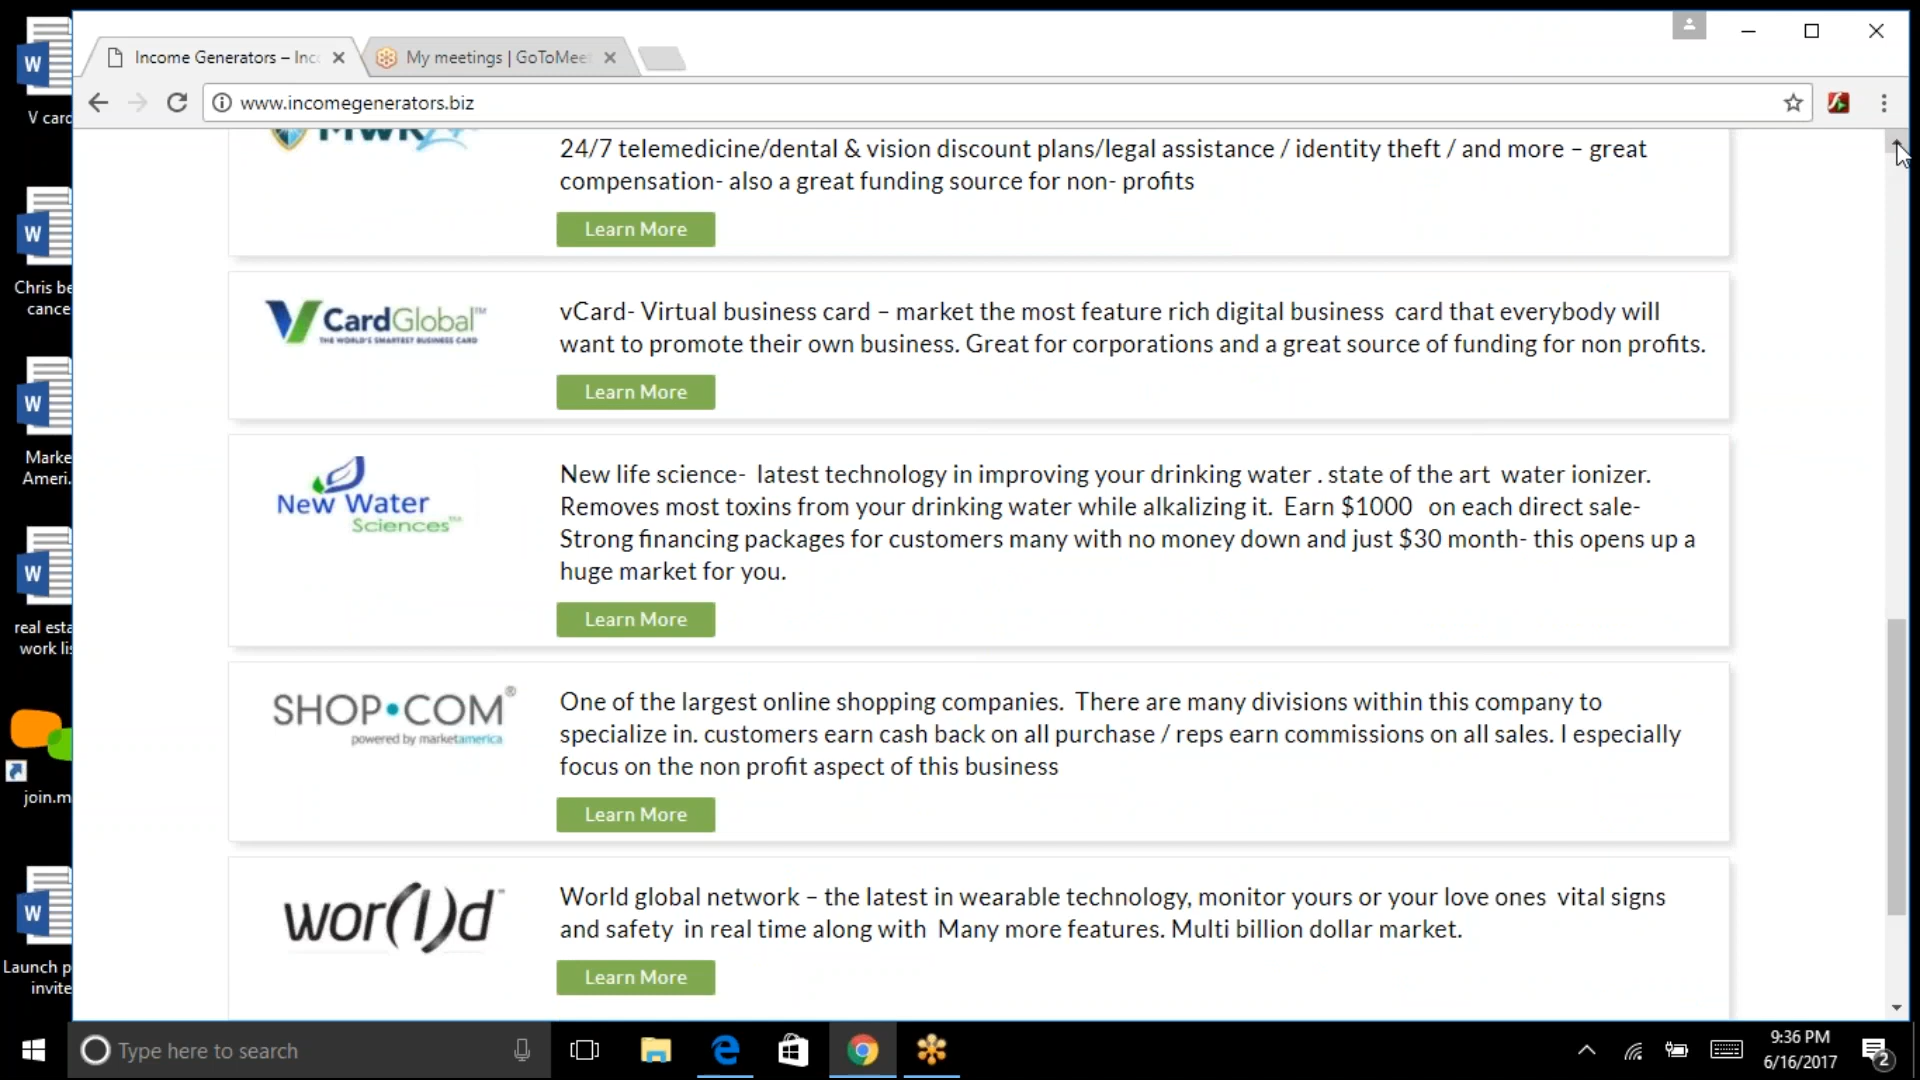 Income Generators – Inc
My meetings | GoToMee
www.incomegenerators.biz
V card
Chris be
cance
Marke
Ameri.
real esta
work lis
join.m
Launch p
invite
24/7 telemedicine/dental & vision discount plans/legal assistance / identity theft / and more – great
compensation- also a great funding source for non- profits
Learn More
VCardGlobal™
THE WORLD'S SMARTEST BUSINESS CARD
vCard- Virtual business card – market the most feature rich digital business card that everybody will
want to promote their own business. Great for corporations and a great source of funding for non profits.
Learn More
New Water
Sciences™
New life science- latest technology in improving your drinking water . state of the art water ionizer.
Removes most toxins from your drinking water while alkalizing it. Earn $1000 on each direct sale-
Strong financing packages for customers many with no money down and just $30 month- this opens up a
huge market for you.
Learn More
SHOP•COM®
powered by marketamerica
One of the largest online shopping companies. There are many divisions within this company to
specialize in. customers earn cash back on all purchase / reps earn commissions on all sales. I especially
focus on the non profit aspect of this business
Learn More
wor(l)d™
World global network – the latest in wearable technology, monitor yours or your love ones vital signs
and safety in real time along with Many more features. Multi billion dollar market.
Learn More
Type here to search
9:36 PM
6/16/2017
2